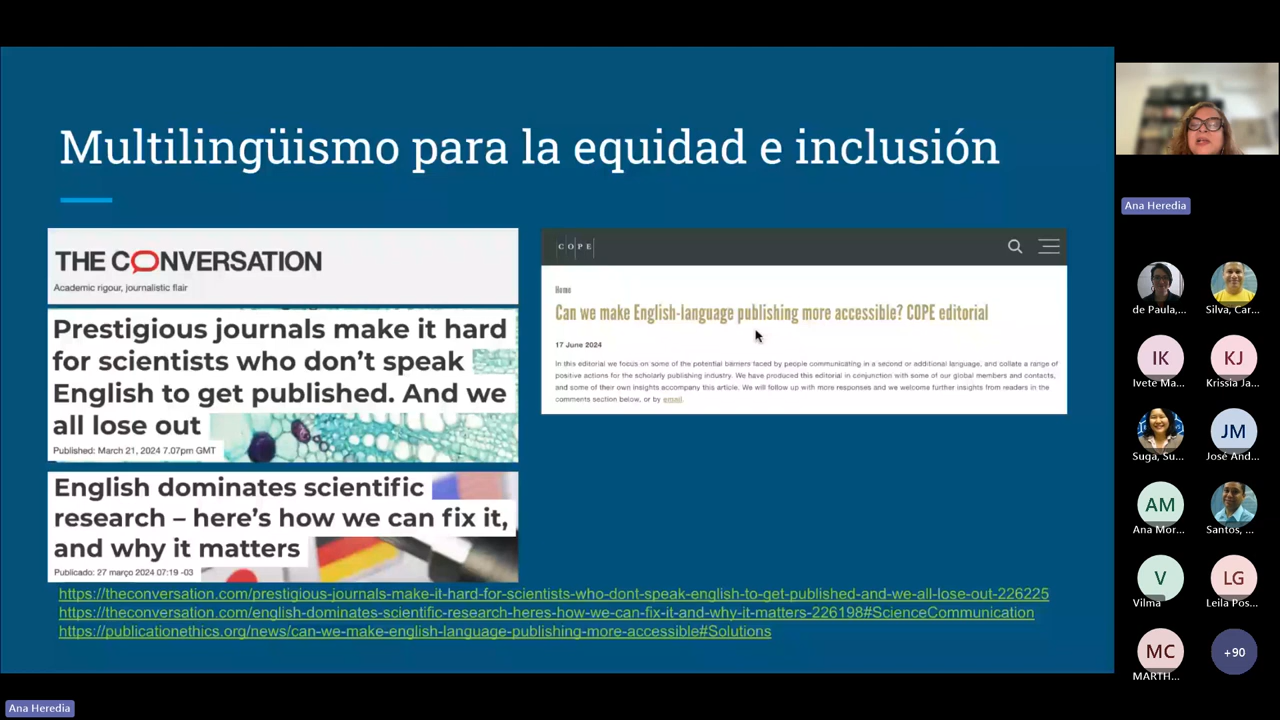 Multilingüismo para la equidad e inclusión
THE CONVERSATION
Academic rigour, journalistic flair
Prestigious journals make it hard
for scientists who don't speak
English to get published. And we
all lose out
Published: March 21, 2024 7.07pm GMT
English dominates scientific
research – here's how we can fix it,
and why it matters
Publicado: 27 março 2024 07:19 -03
COPE
Home
Can we make English-language publishing more accessible? COPE editorial
17 June 2024
In this editorial we focus on some of the potential barriers faced by people communicating in a second or additional language, and collate a range of
positive actions for the scholarly publishing industry. We have produced this editorial in conjunction with some of our global members and contacts,
and some of their own insights accompany this article. We will follow up with more responses and we welcome further insights from readers in the
comments section below, or by email.
https://theconversation.com/prestigious-journals-make-it-hard-for-scientists-who-dont-speak-english-to-get-published-and-we-all-lose-out-226225
https://theconversation.com/english-dominates-scientific-research-heres-how-we-can-fix-it-and-why-it-matters-226198#ScienceCommunication
https://publicationethics.org/news/can-we-make-english-language-publishing-more-accessible#Solutions
Ana Heredia
de Paula,...
Silva, Car...
IK
Ivete Ma...
KJ
Krissia Ja...
Suga, Su...
JM
José And...
AM
Ana Mor...
Santos, ...
V
Vilma
LG
Leila Pos...
MC
MARTH...
+90
Ana Heredia